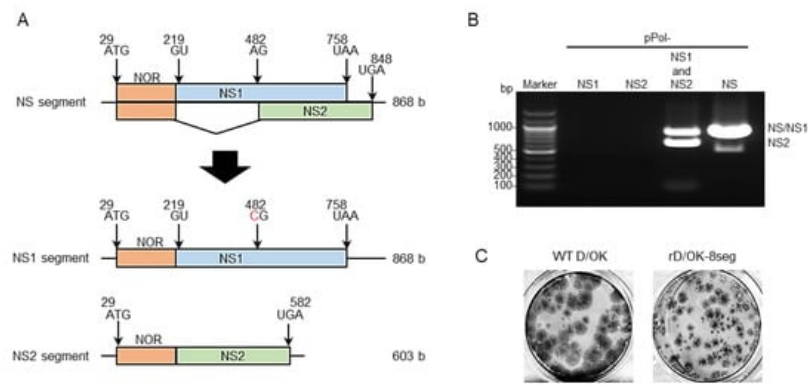 A
29
ATG
219
GU
482
AG
758
UAA
848
UGA
NOR
NS1
NS segment
868 b
NS2
29
ATG
219
GU
482
CG
758
UAA
NOR
NS1 segment
NS1
868 b
29
ATG
582
UGA
NOR
NS2 segment
NS2
603 b
B
pPol-
NS1
and
NS2
bp
Marker
NS1
NS2
NS
1000
500
400
300
200
100
NS/NS1
NS2
C
WT D/OK
rD/OK-8seg